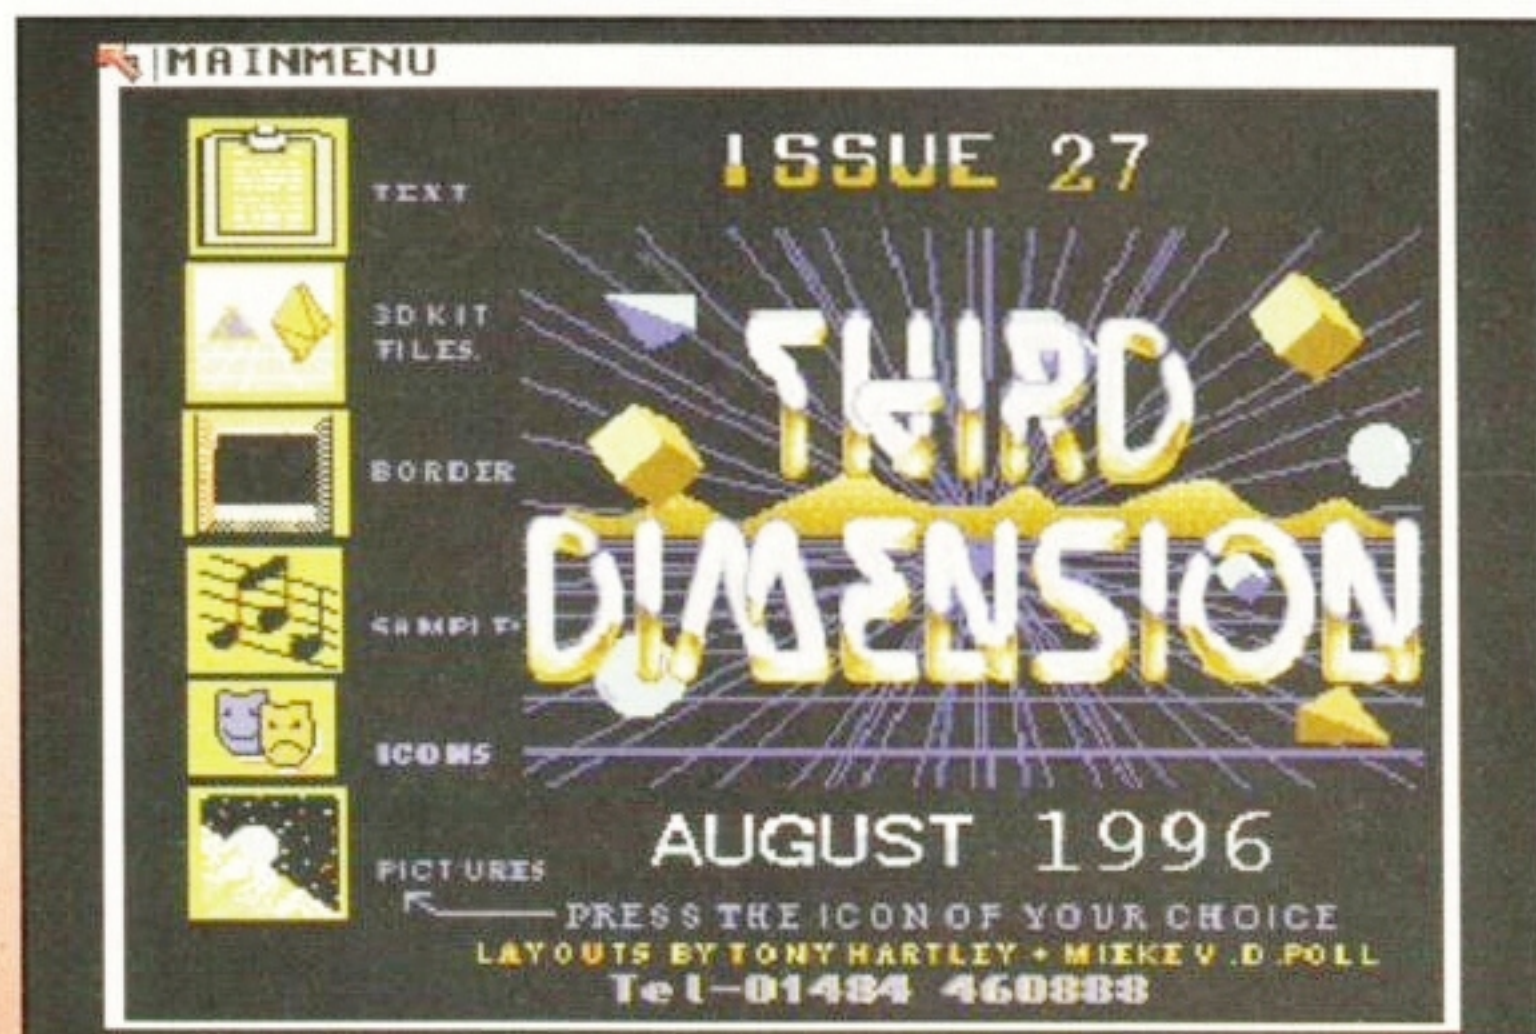 MAINMENU
ISSUE 27
TEXT
3D KIT
FILES.
THIRD
BORDER
DIMENSION
SAMPLES
ICONS
AUGUST 1996
PICTURES
PRESS THE ICON OF YOUR CHOICE
LAYOUTS BY TONY HARTLEY + MIEKE V.D.POLL
Tel-01484 460888